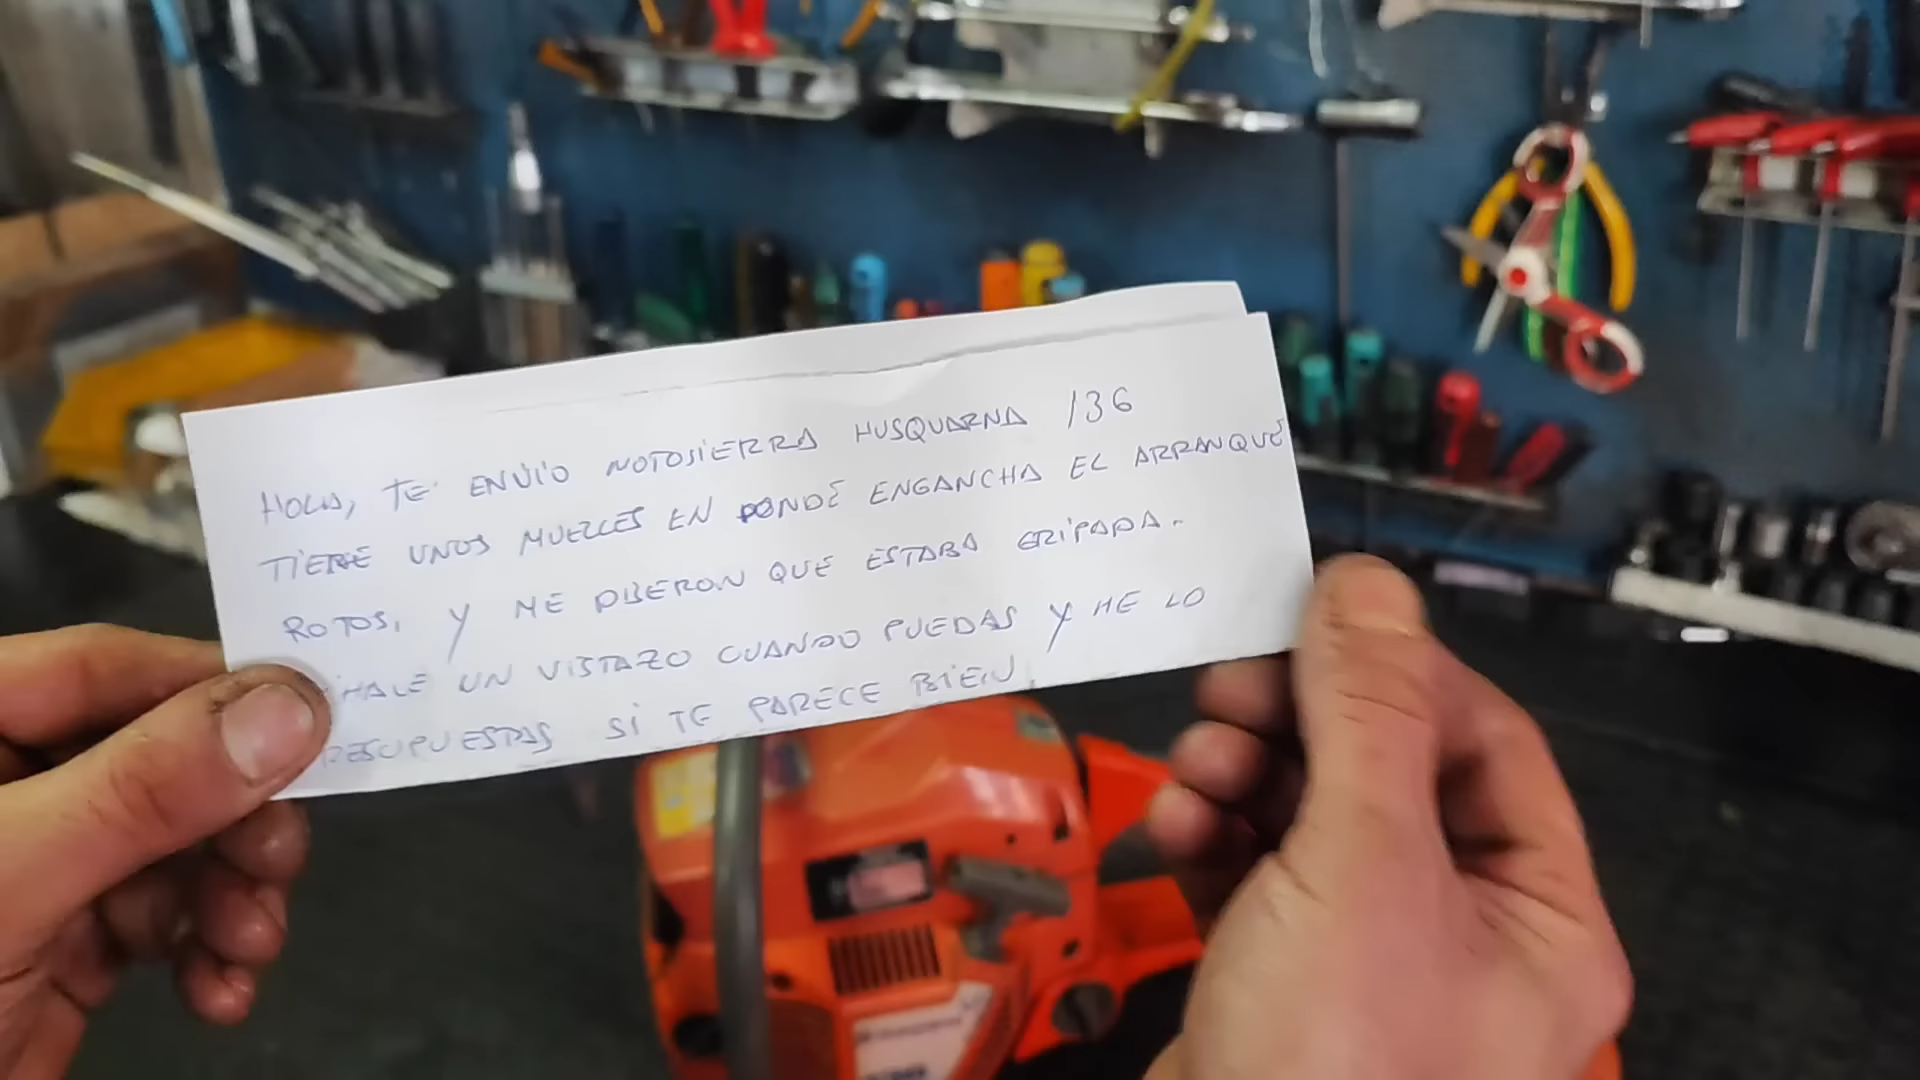 HOLA, TE ENVIO MOTOSIERRA HUSQUARNA 136
TIENE UNOS MUELLES EN DONDE ENGANCHA EL ARRANQUE
ROTOS, Y ME DIJERON QUE ESTABA GRIPADA.
ÉCHALE UN VISTAZO CUANDO PUEDAS Y ME LO
PRESUPUESTAS SI TE PARECE BIEN.